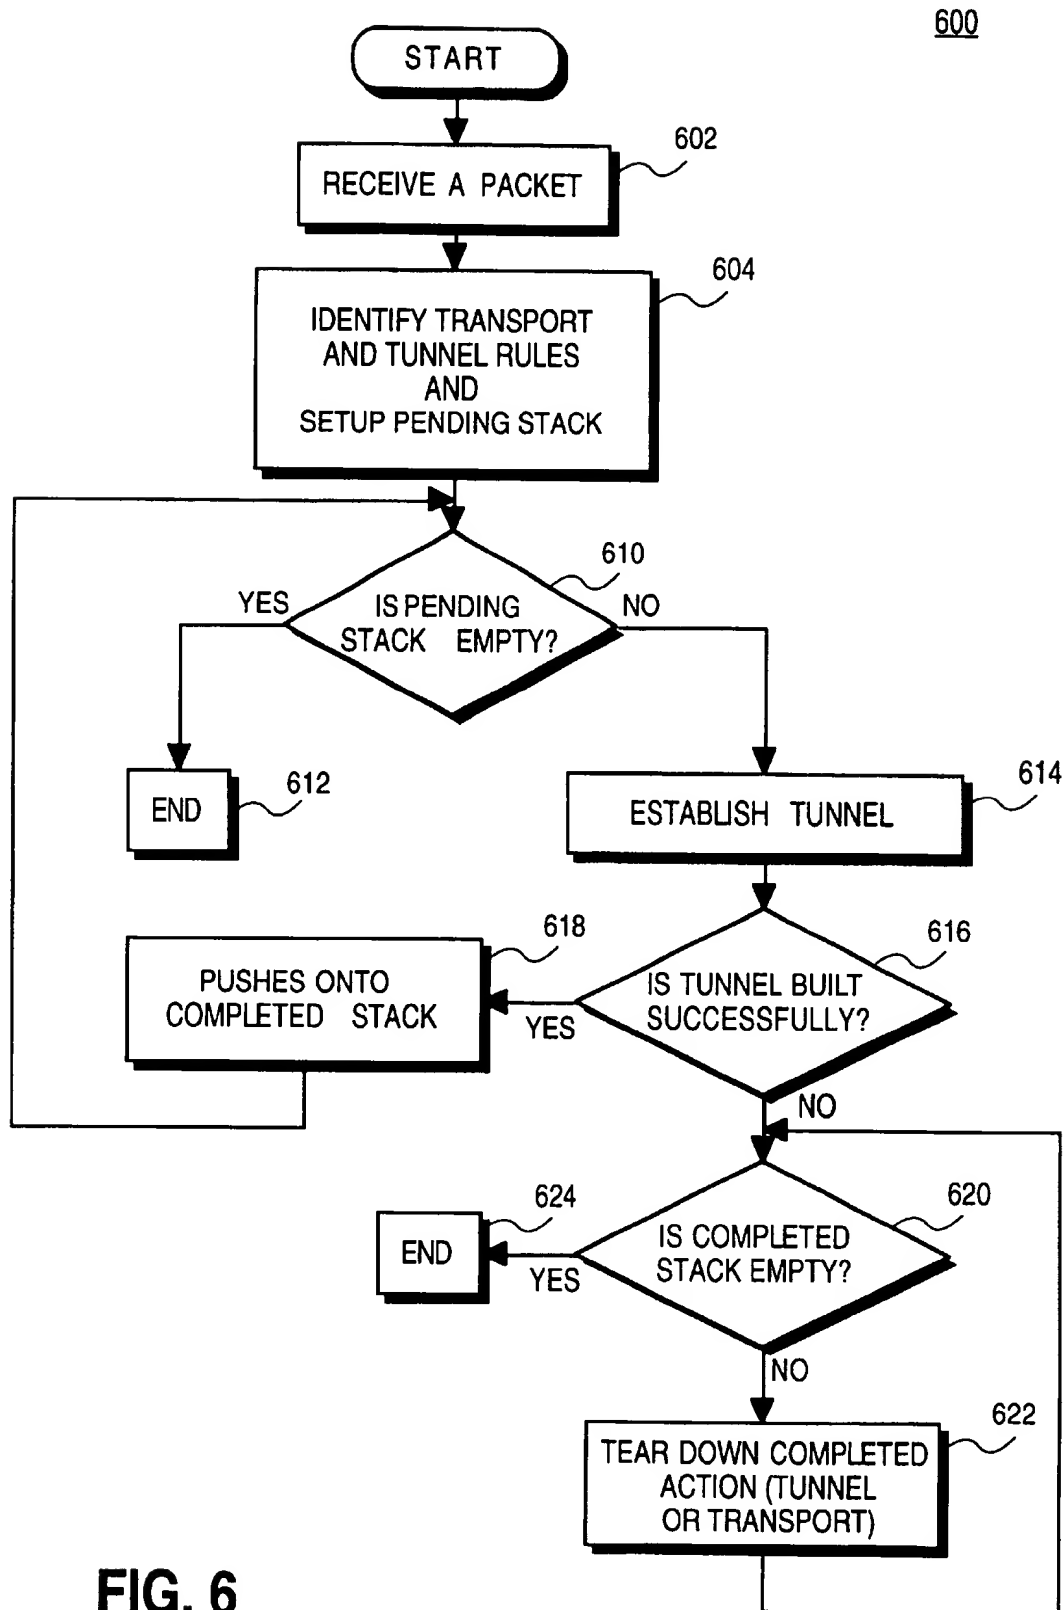 600
START
602
RECEIVE A PACKET
604
IDENTIFY TRANSPORT
AND TUNNEL RULES
AND
SETUP PENDING STACK
610
YES
IS PENDING
STACK EMPTY?
NO
612
END
614
ESTABLISH TUNNEL
618
PUSHES ONTO
COMPLETED STACK
616
IS TUNNEL BUILT
SUCCESSFULLY?
YES
NO
624
END
620
IS COMPLETED
STACK EMPTY?
YES
NO
622
TEAR DOWN COMPLETED
ACTION (TUNNEL
OR TRANSPORT)
FIG. 6